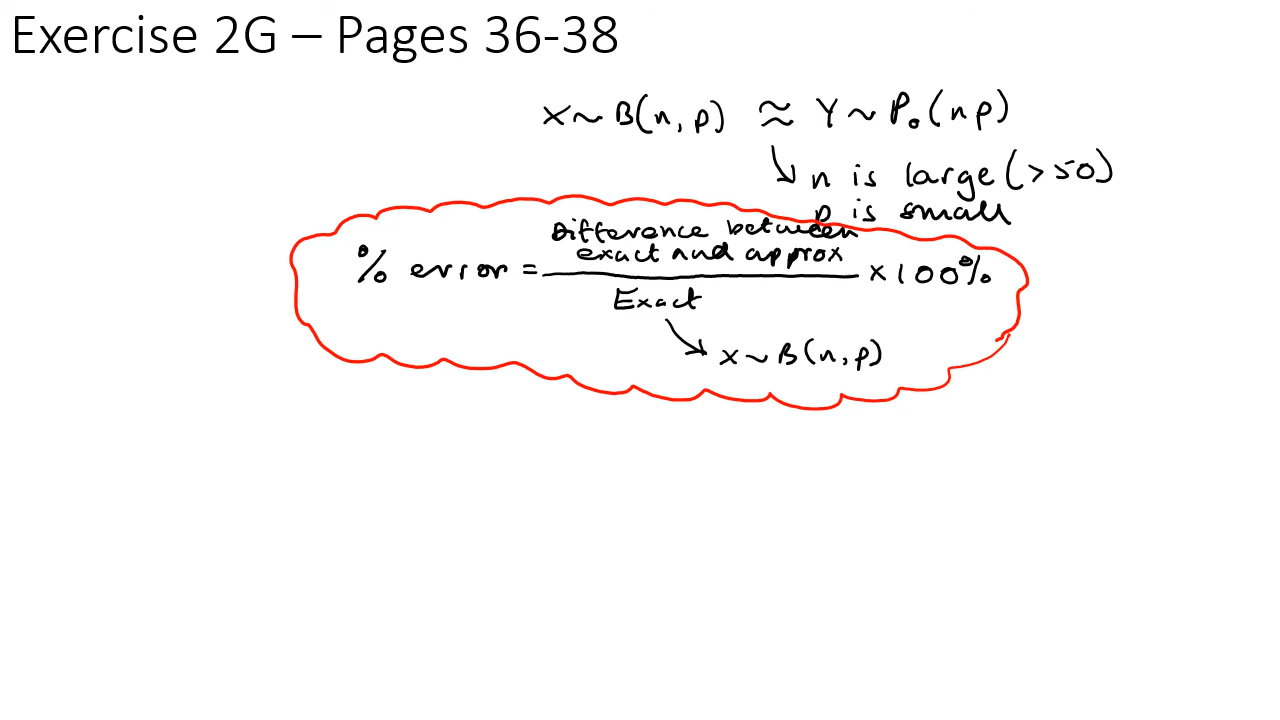 Exercise 2G – Pages 36-38
X ~ B(n, p) ≈ Y ~ Po(np)
n is large (> 50)
p is small
Difference between
exact and approx
% error = × 100%
Exact
X ~ B(n, p)